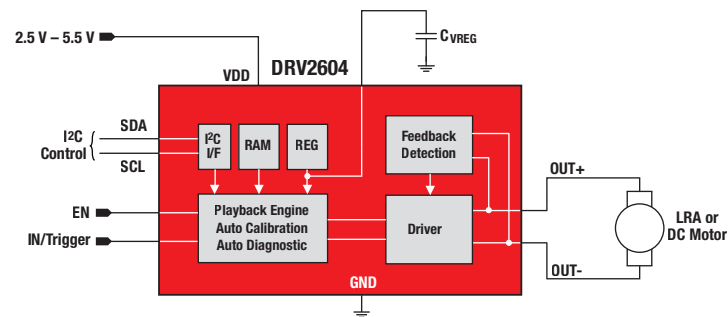 2.5 V – 5.5 V
CVREG
VDD
DRV2604
I2C
Control
SDA
SCL
I2C
I/F
RAM
REG
Feedback
Detection
OUT+
EN
IN/Trigger
Playback Engine
Auto Calibration
Auto Diagnostic
Driver
LRA or
DC Motor
OUT-
GND